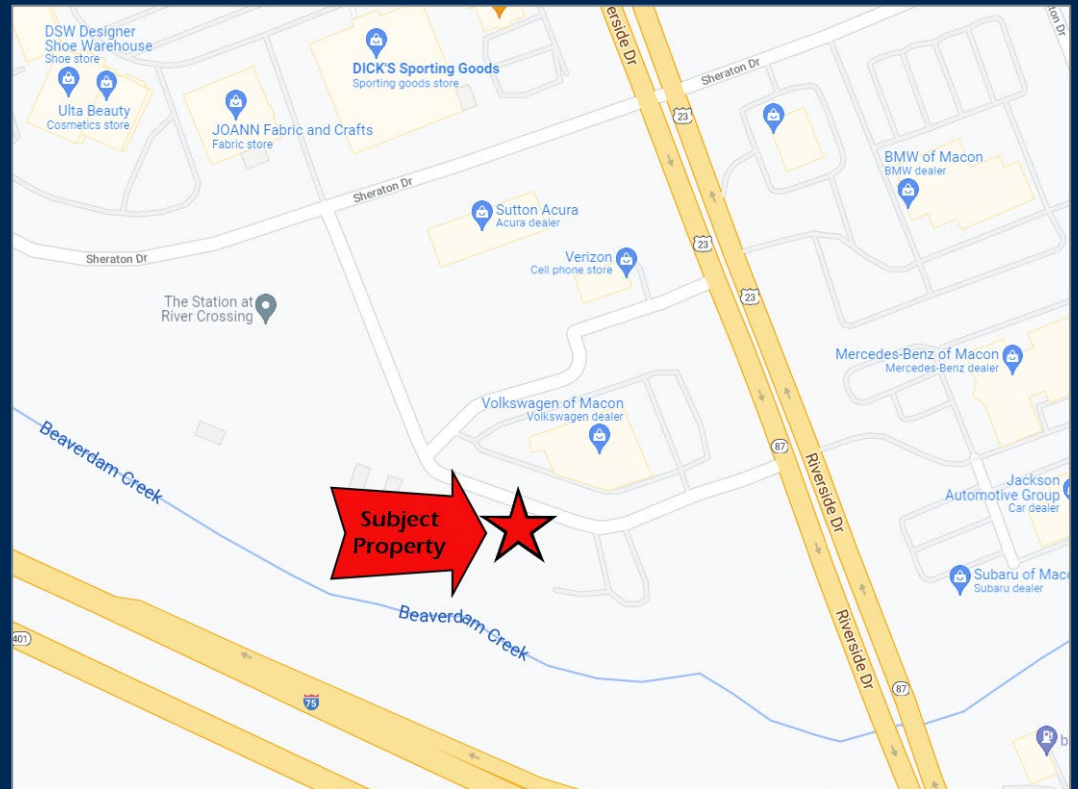 DSW Designer
Shoe Warehouse
Shoe store
Ulta Beauty
Cosmetics store
JOANN Fabric and Crafts
Fabric store
DICK'S Sporting Goods
Sporting goods store
Riverside Dr
Sheraton Dr
23
BMW of Macon
BMW dealer
Sheraton Dr
Sutton Acura
Acura dealer
Sheraton Dr
23
Verizon
Cell phone store
The Station at
River Crossing
23
Mercedes-Benz of Macon
Mercedes-Benz dealer
Volkswagen of Macon
Volkswagen dealer
Beaverdam Creek
87
Riverside Dr
Jackson
Automotive Group
Car dealer
Subject
Property
Subaru of Maco
Subaru dealer
Beaverdam Creek
401
Riverside Dr
75
87
b